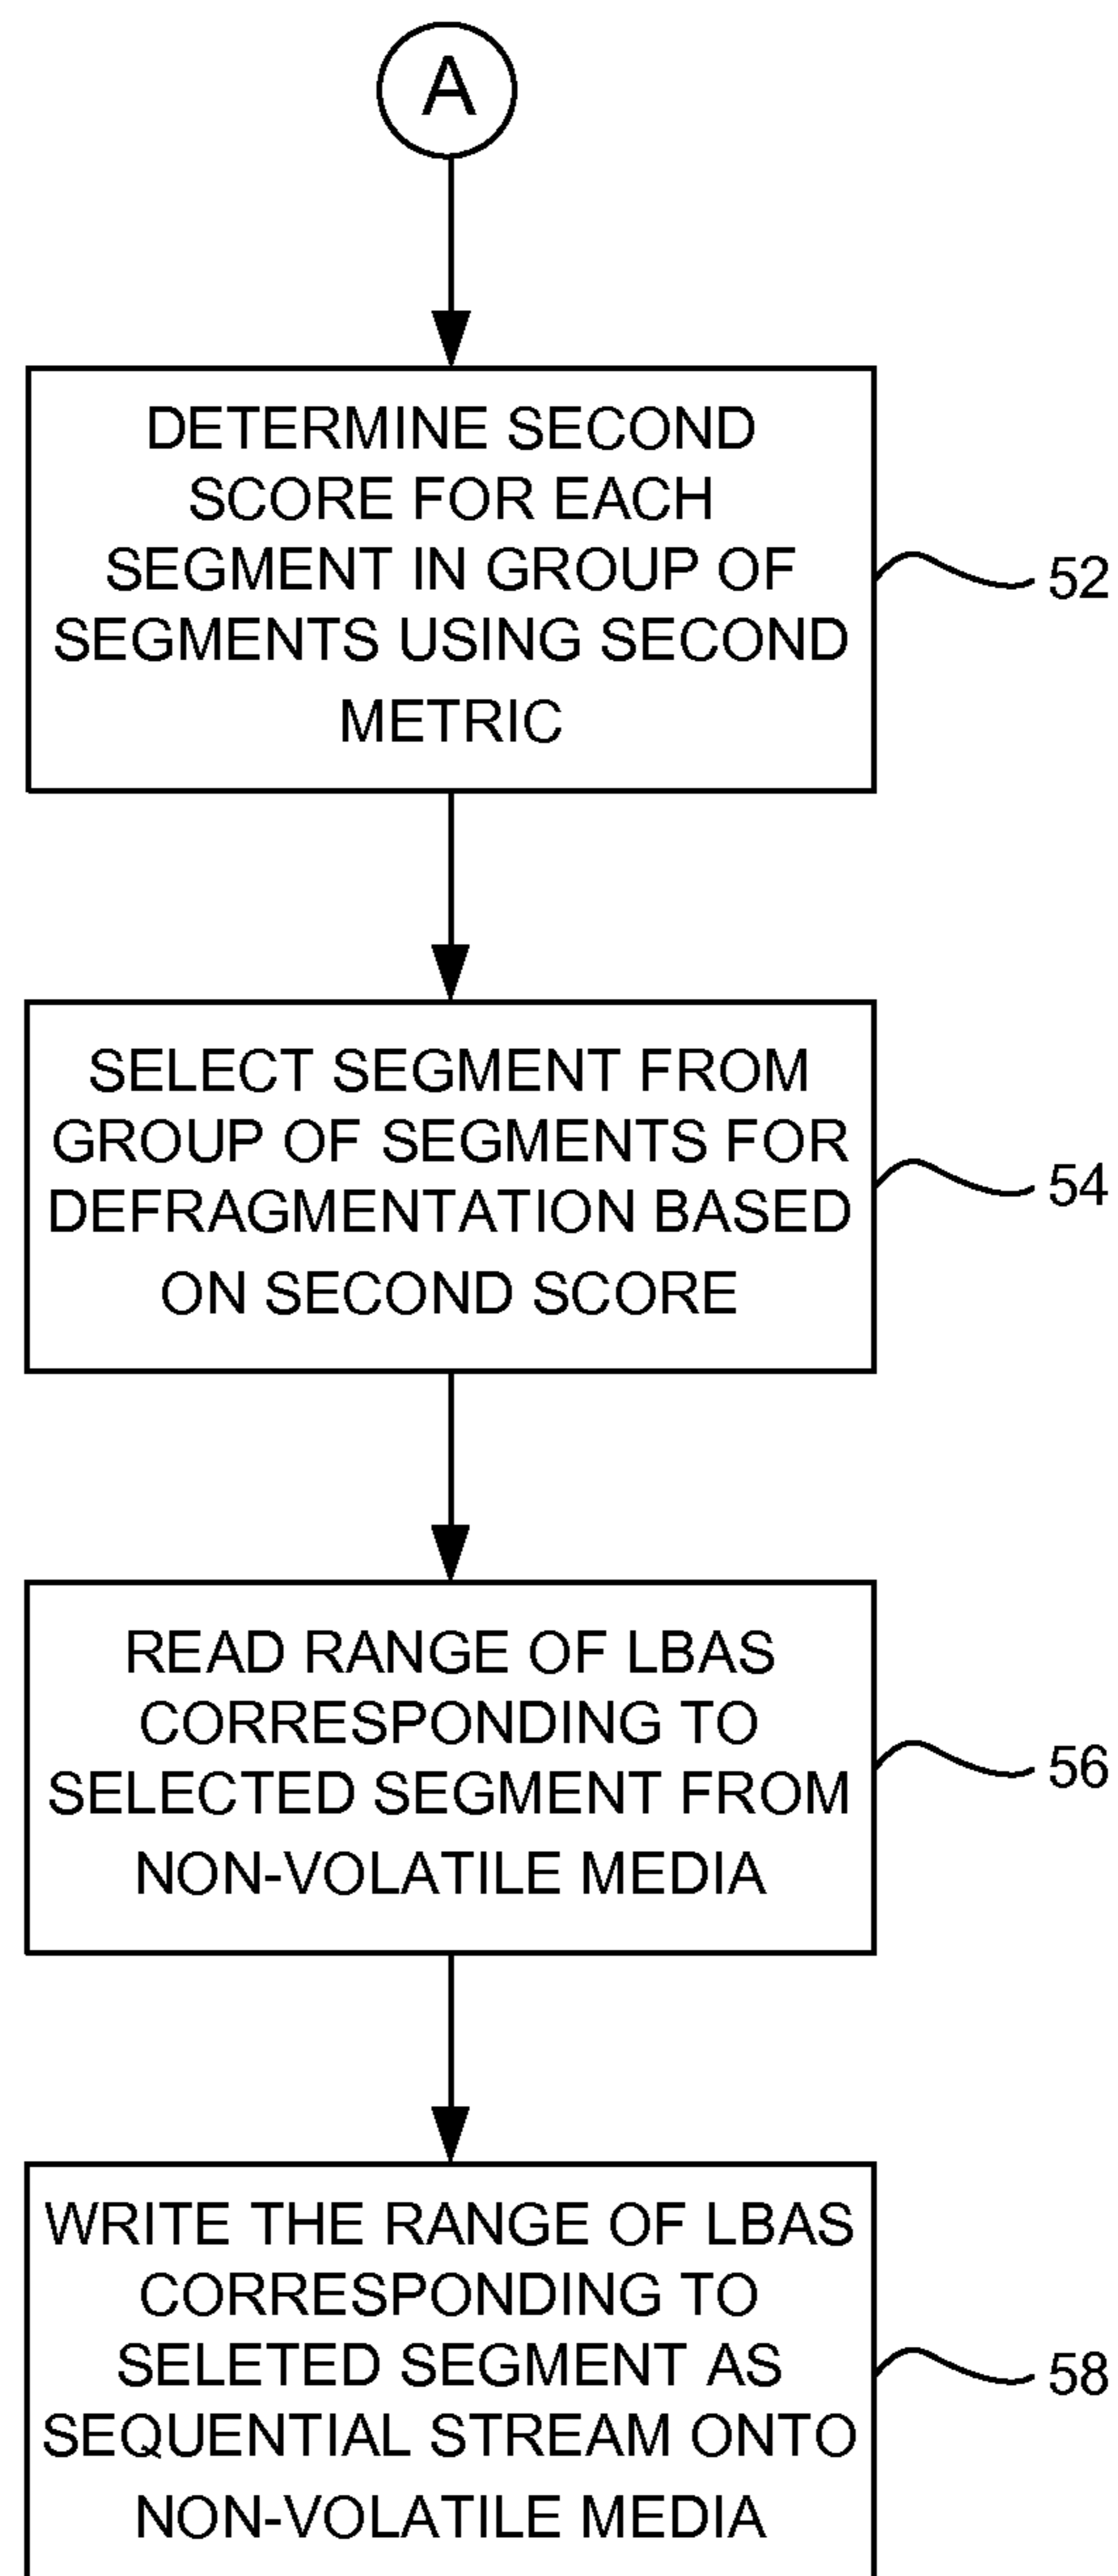 A
DETERMINE SECOND
SCORE FOR EACH
SEGMENT IN GROUP OF
SEGMENTS USING SECOND
METRIC
52
SELECT SEGMENT FROM
GROUP OF SEGMENTS FOR
DEFRAGMENTATION BASED
ON SECOND SCORE
54
READ RANGE OF LBAS
CORRESPONDING TO
SELECTED SEGMENT FROM
NON-VOLATILE MEDIA
56
WRITE THE RANGE OF LBAS
CORRESPONDING TO
SELETED SEGMENT AS
SEQUENTIAL STREAM ONTO
NON-VOLATILE MEDIA
58